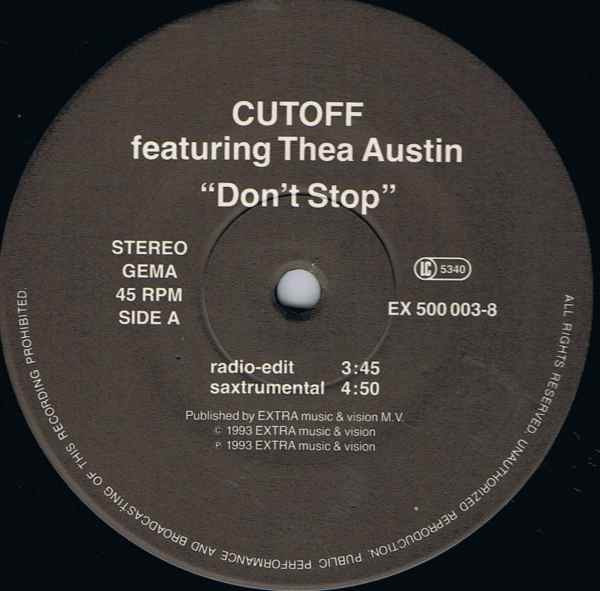 CUTOFF
featuring Thea Austin
“Don't Stop”
STEREO
GEMA
45 RPM
SIDE A
LC 5340
EX 500 003-8
radio-edit 3:45
saxtrumental 4:50
Published by EXTRA music & vision M.V.
© 1993 EXTRA music & vision
℗ 1993 EXTRA music & vision
ALL RIGHTS RESERVED. UNAUTHORIZED REPRODUCTION, PUBLIC PERFORMANCE AND BROADCASTING OF THIS RECORDING PROHIBITED.